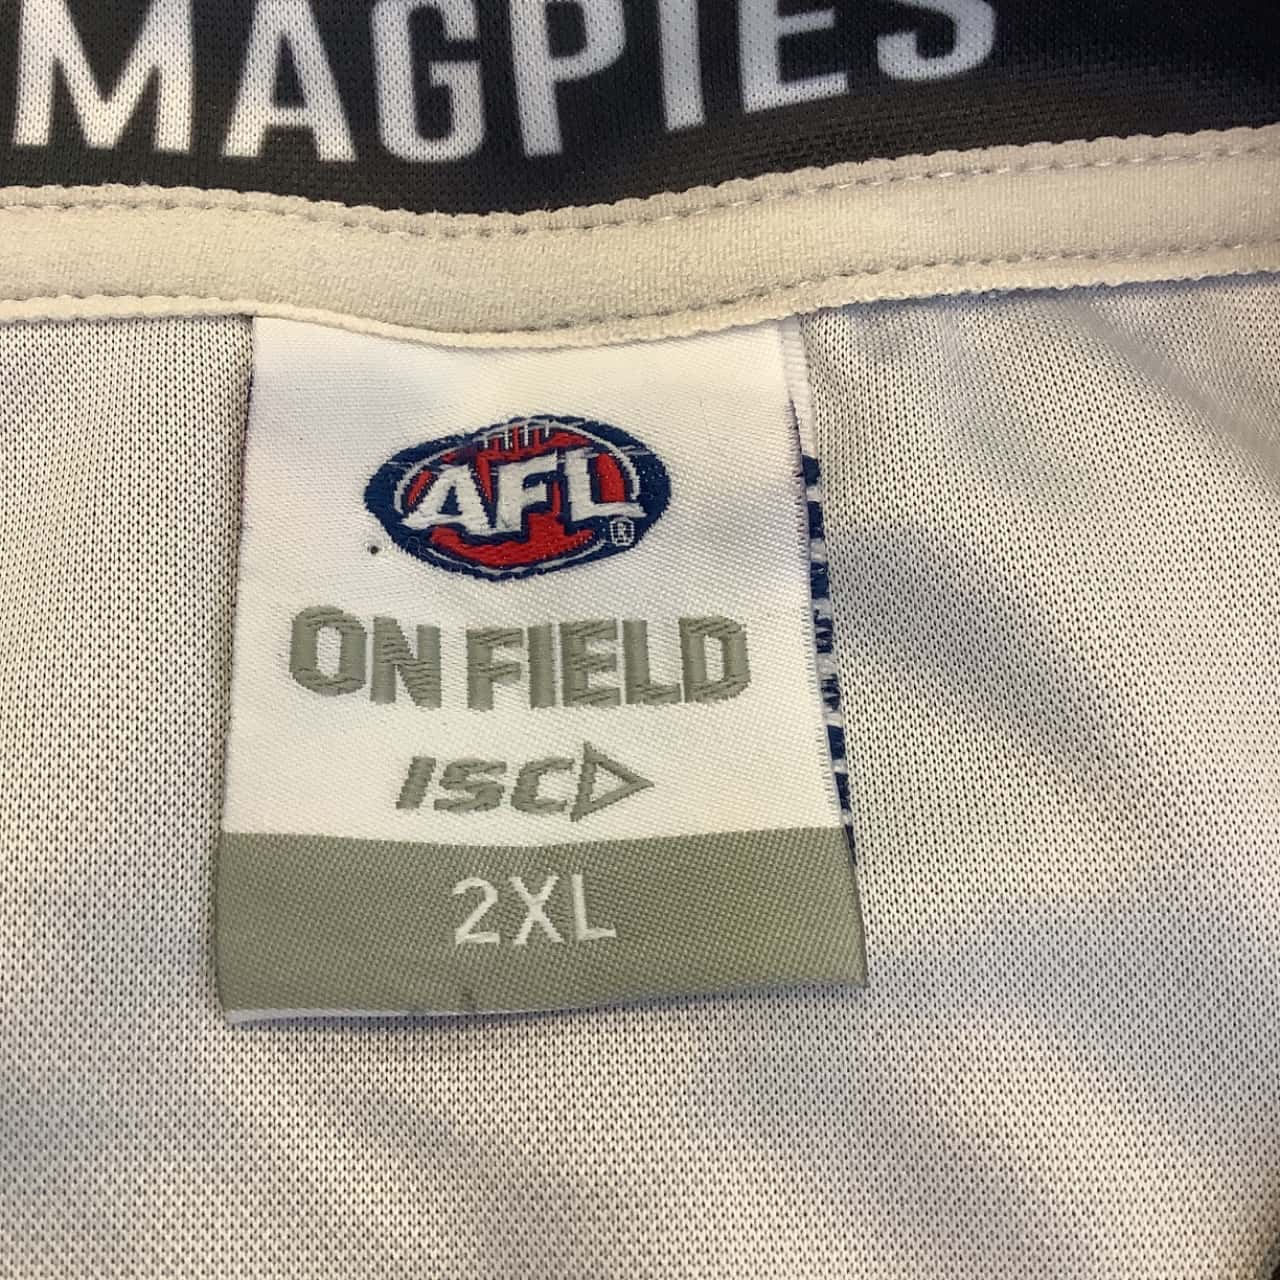 MAGPIES
AFL
®
ON FIELD
ISC
2XL